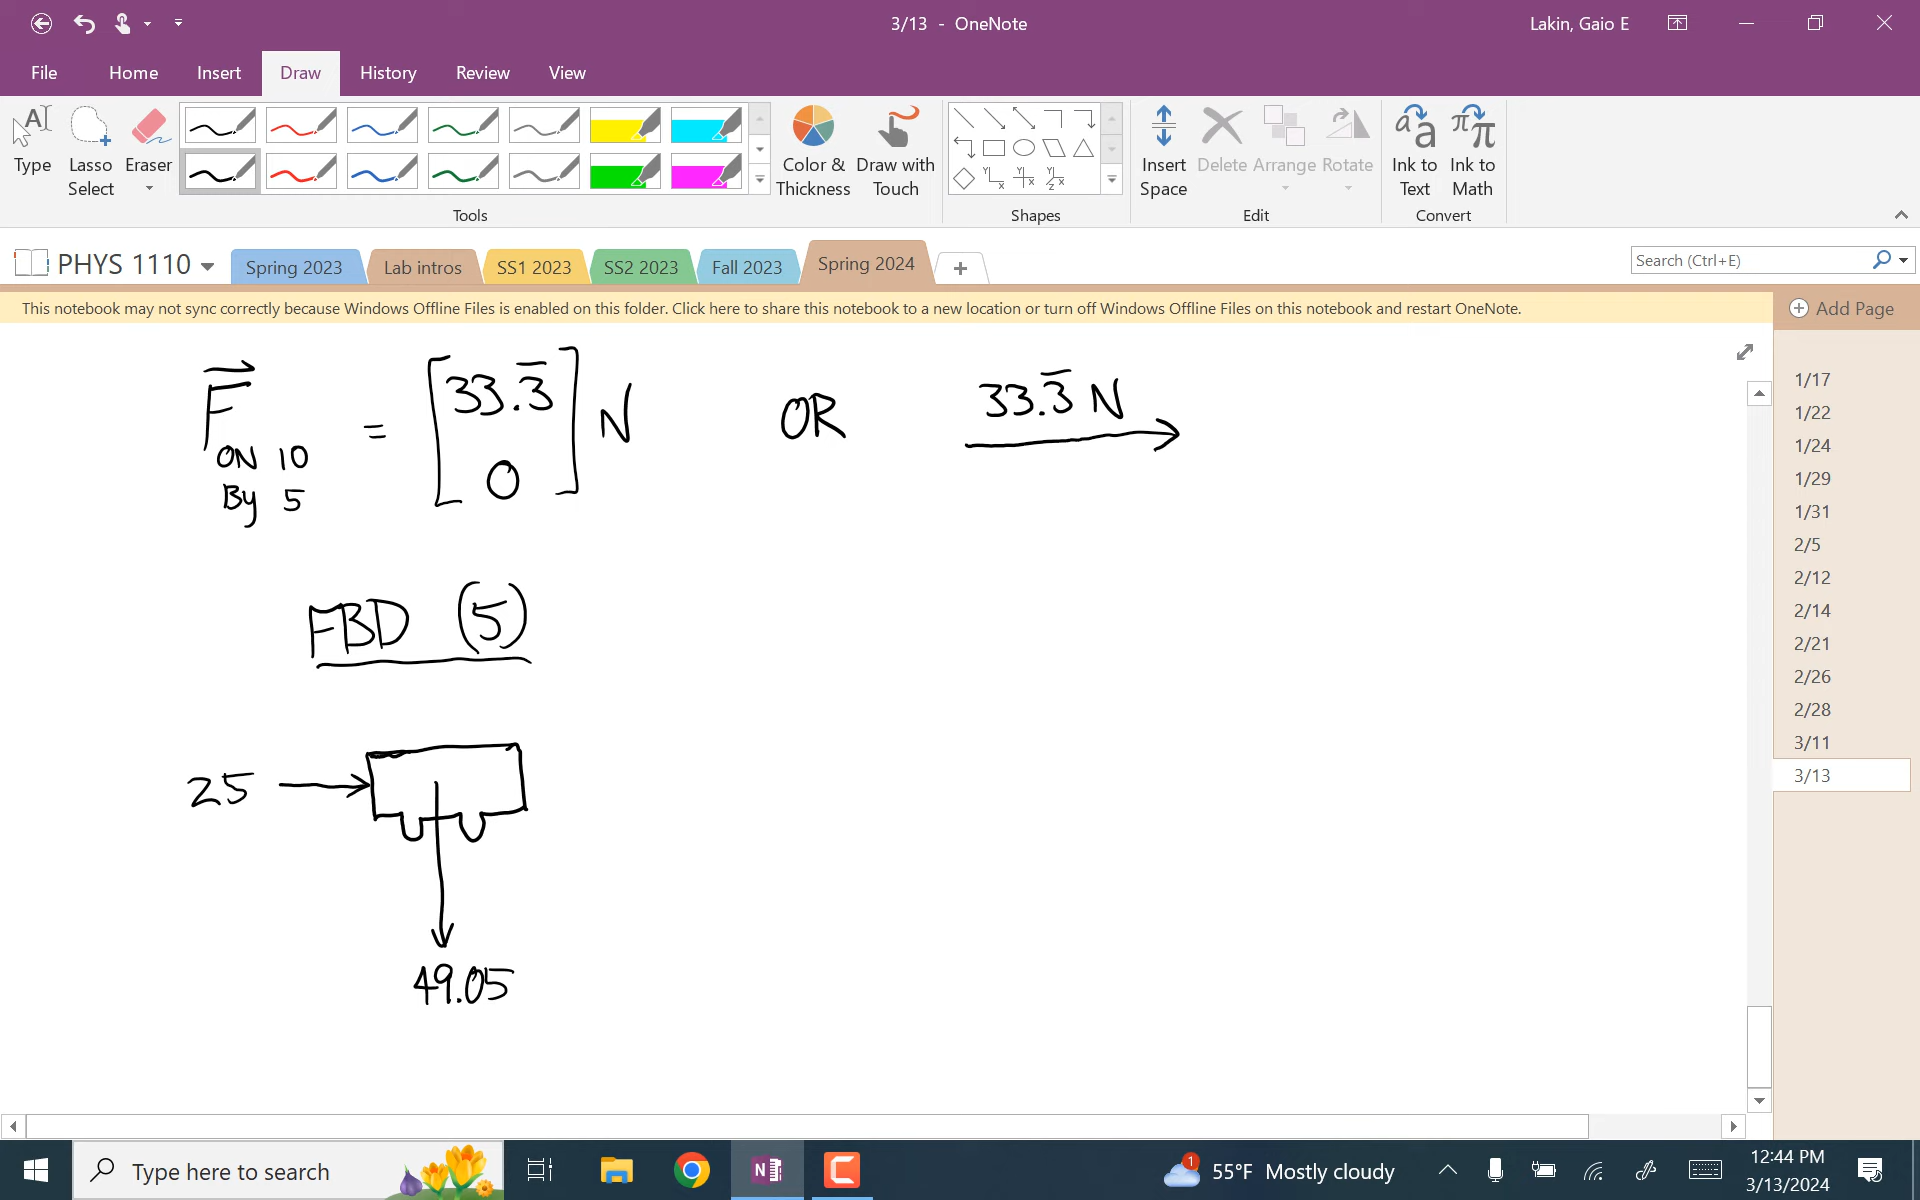 3/13 - OneNote
Lakin, Gaio E
File Home Insert Draw History Review View
Type
Lasso Select
Eraser
Color & Thickness
Draw with Touch
Insert Space
Delete
Arrange
Rotate
Ink to Text
Ink to Math
Tools
Shapes
Edit
Convert
PHYS 1110
Spring 2023
Lab intros
SS1 2023
SS2 2023
Fall 2023
Spring 2024
Search (Ctrl+E)
This notebook may not sync correctly because Windows Offline Files is enabled on this folder. Click here to share this notebook to a new location or turn off Windows Offline Files on this notebook and restart OneNote.
Add Page
1/17
1/22
1/24
1/29
1/31
2/5
2/12
2/14
2/21
2/26
2/28
3/11
3/13
F⃗ = [33.3̅ 0] N OR 33.3̅ N
ON 10
By 5
FBD (5)
25
49.05
Type here to search
1
55°F Mostly cloudy
12:44 PM
3/13/2024